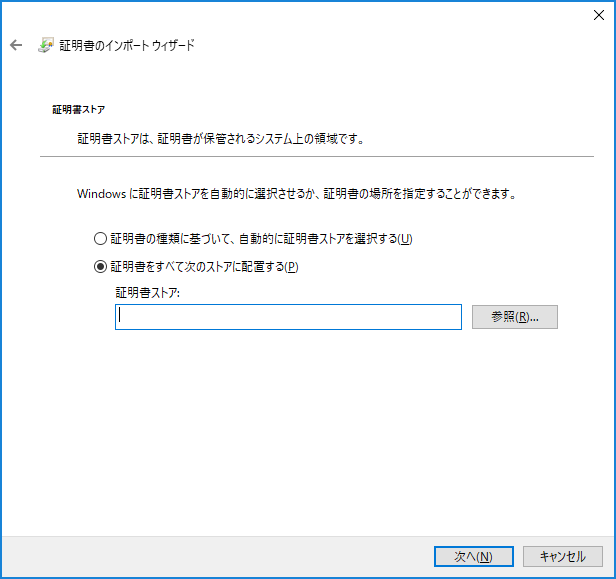 証明書のインポート ウィザード
証明書ストア
証明書ストアは、証明書が保管されるシステム上の領域です。
Windows に証明書ストアを自動的に選択させるか、証明書の場所を指定することができます。
証明書の種類に基づいて、自動的に証明書ストアを選択する(U)
証明書をすべて次のストアに配置する(P)
証明書ストア:
参照(R)...
次へ(N)
キャンセル